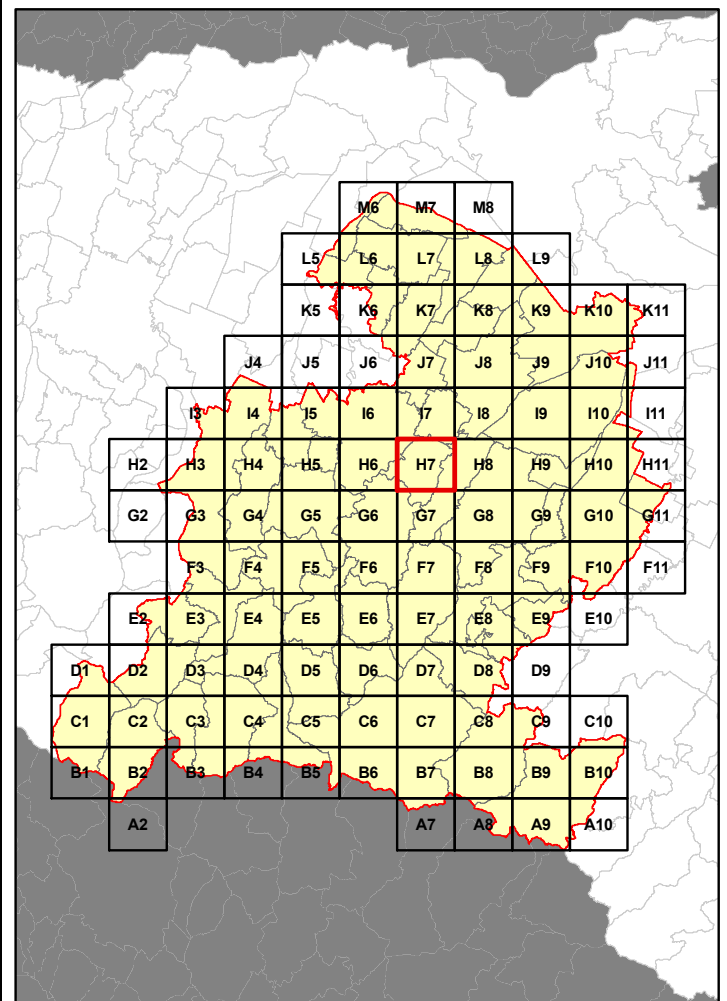 M6 M7 M8
L5 L6 L7 L8 L9
K5 K6 K7 K8 K9 K10 K11
J4 J5 J6 J7 J8 J9 J10 J11
I3 I4 I5 I6 I7 I8 I9 I10 I11
H2 H3 H4 H5 H6 H7 H8 H9 H10 H11
G2 G3 G4 G5 G6 G7 G8 G9 G10 G11
F3 F4 F5 F6 F7 F8 F9 F10 F11
E2 E3 E4 E5 E6 E7 E8 E9 E10
D1 D2 D3 D4 D5 D6 D7 D8 D9
C1 C2 C3 C4 C5 C6 C7 C8 C9 C10
B1 B2 B3 B4 B5 B6 B7 B8 B9 B10
A2 A7 A8 A9 A10